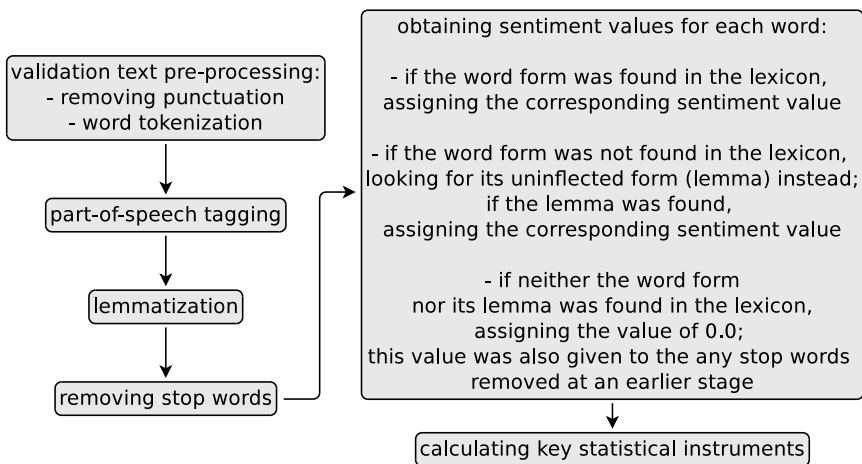 validation text pre-processing:
- removing punctuation
- word tokenization
part-of-speech tagging
lemmatization
removing stop words
obtaining sentiment values for each word:
- if the word form was found in the lexicon,
assigning the corresponding sentiment value
- if the word form was not found in the lexicon,
looking for its uninflected form (lemma) instead;
if the lemma was found,
assigning the corresponding sentiment value
- if neither the word form
nor its lemma was found in the lexicon,
assigning the value of 0.0;
this value was also given to the any stop words
removed at an earlier stage
calculating key statistical instruments